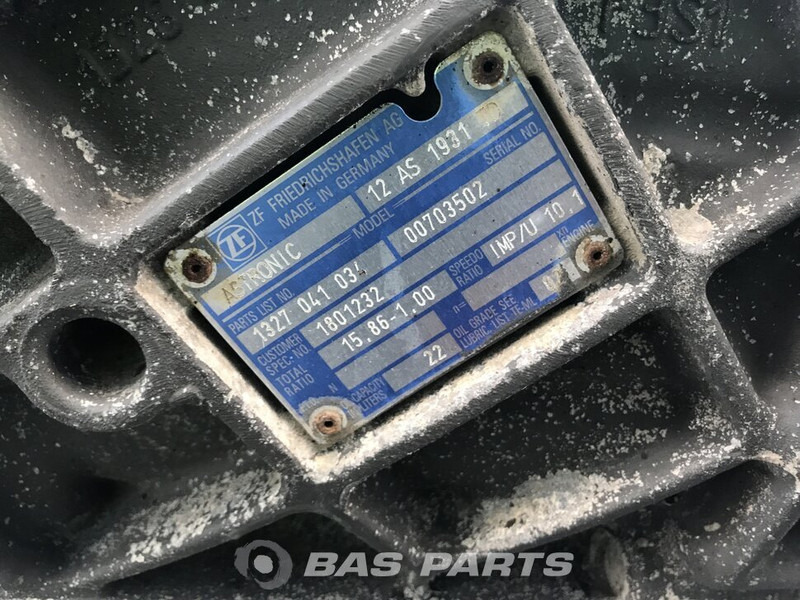 ZF FRIEDRICHSHAFEN AG
MADE IN GERMANY
ZF
ASTRONIC
12 AS 1931
PARTS LIST NO.
MODEL
SERIAL NO.
1327 041 034
00703502
CUSTOMER SPEC.-NO.
1801232
TOTAL RATIO
15,86-1,00
SPEEDO RATIO
IMP/U 10,1
N
n=
ENGINE
CAPACITY LITERS
22
OIL GRADE SEE
LUBRIC. LIST TE-ML
BAS PARTS